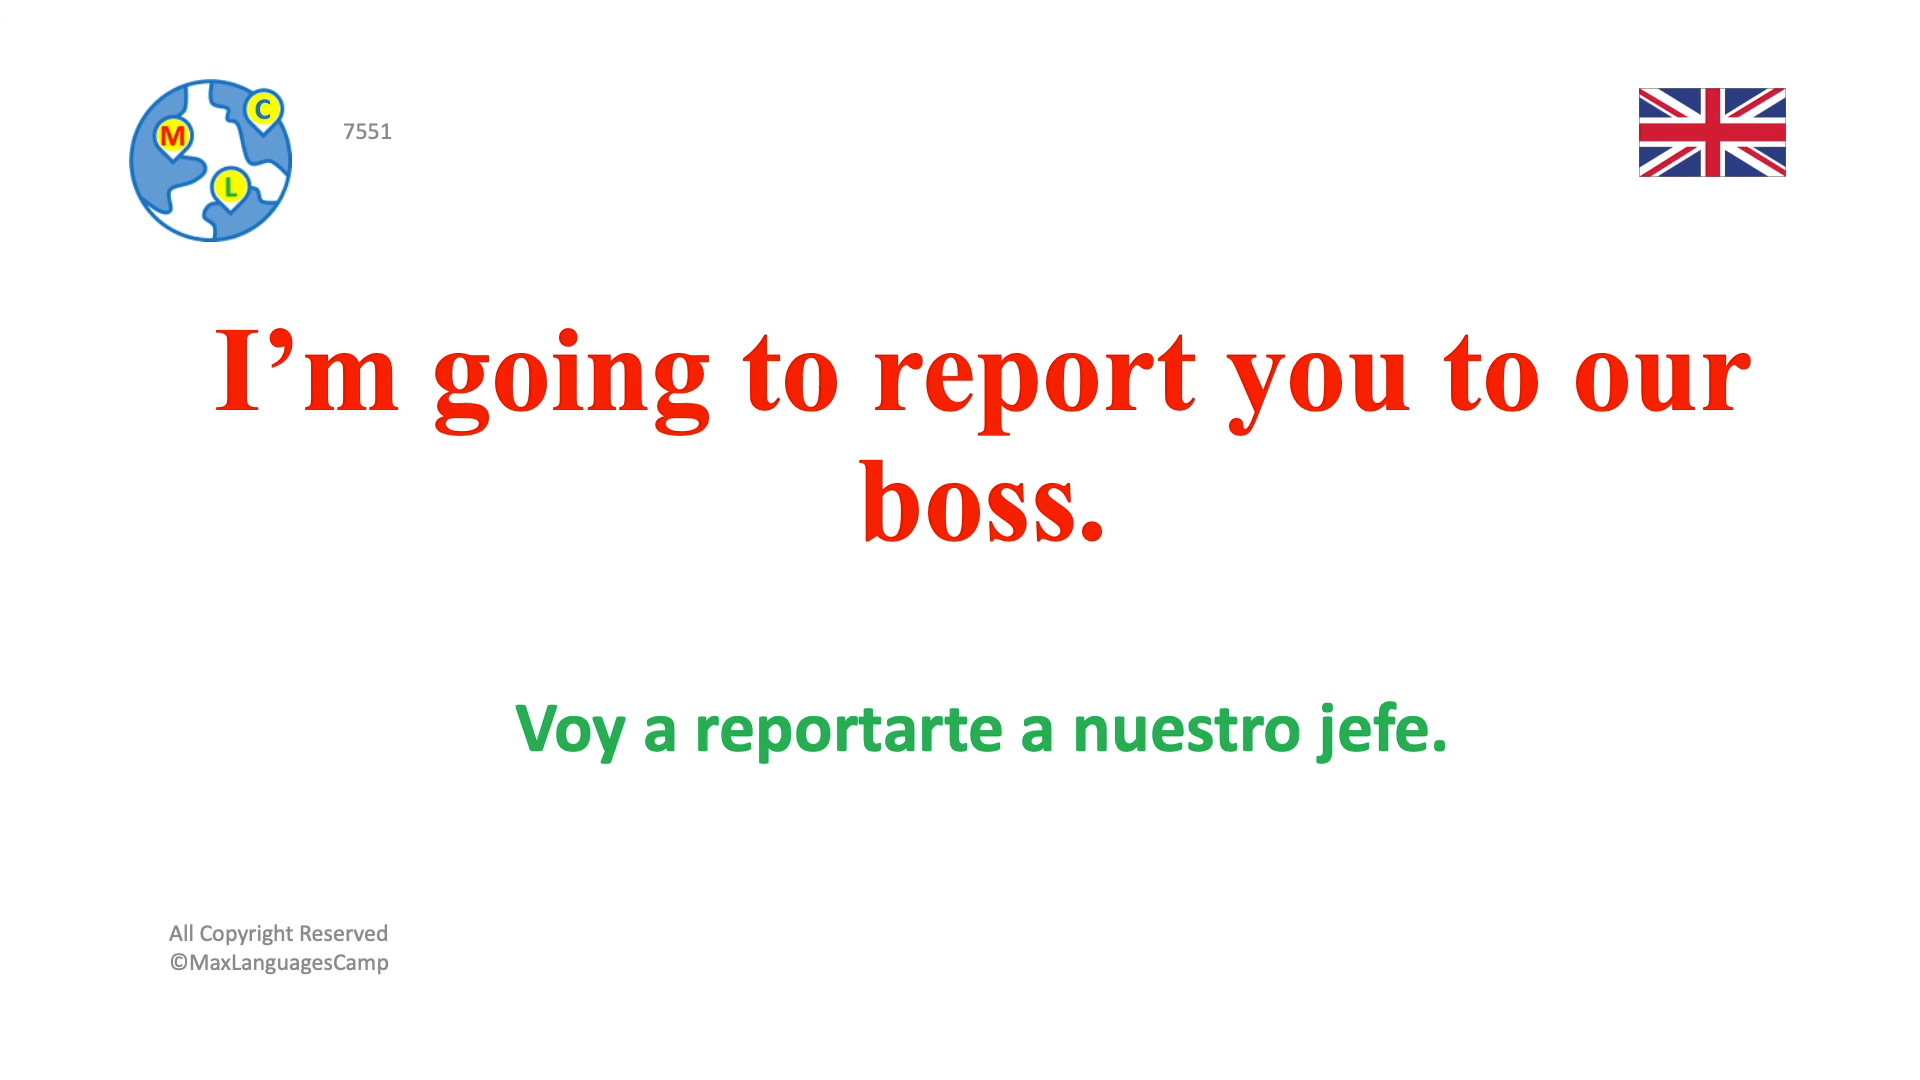 C
M
L
7551
I’m going to report you to our
boss.
Voy a reportarte a nuestro jefe.
All Copyright Reserved
©MaxLanguagesCamp